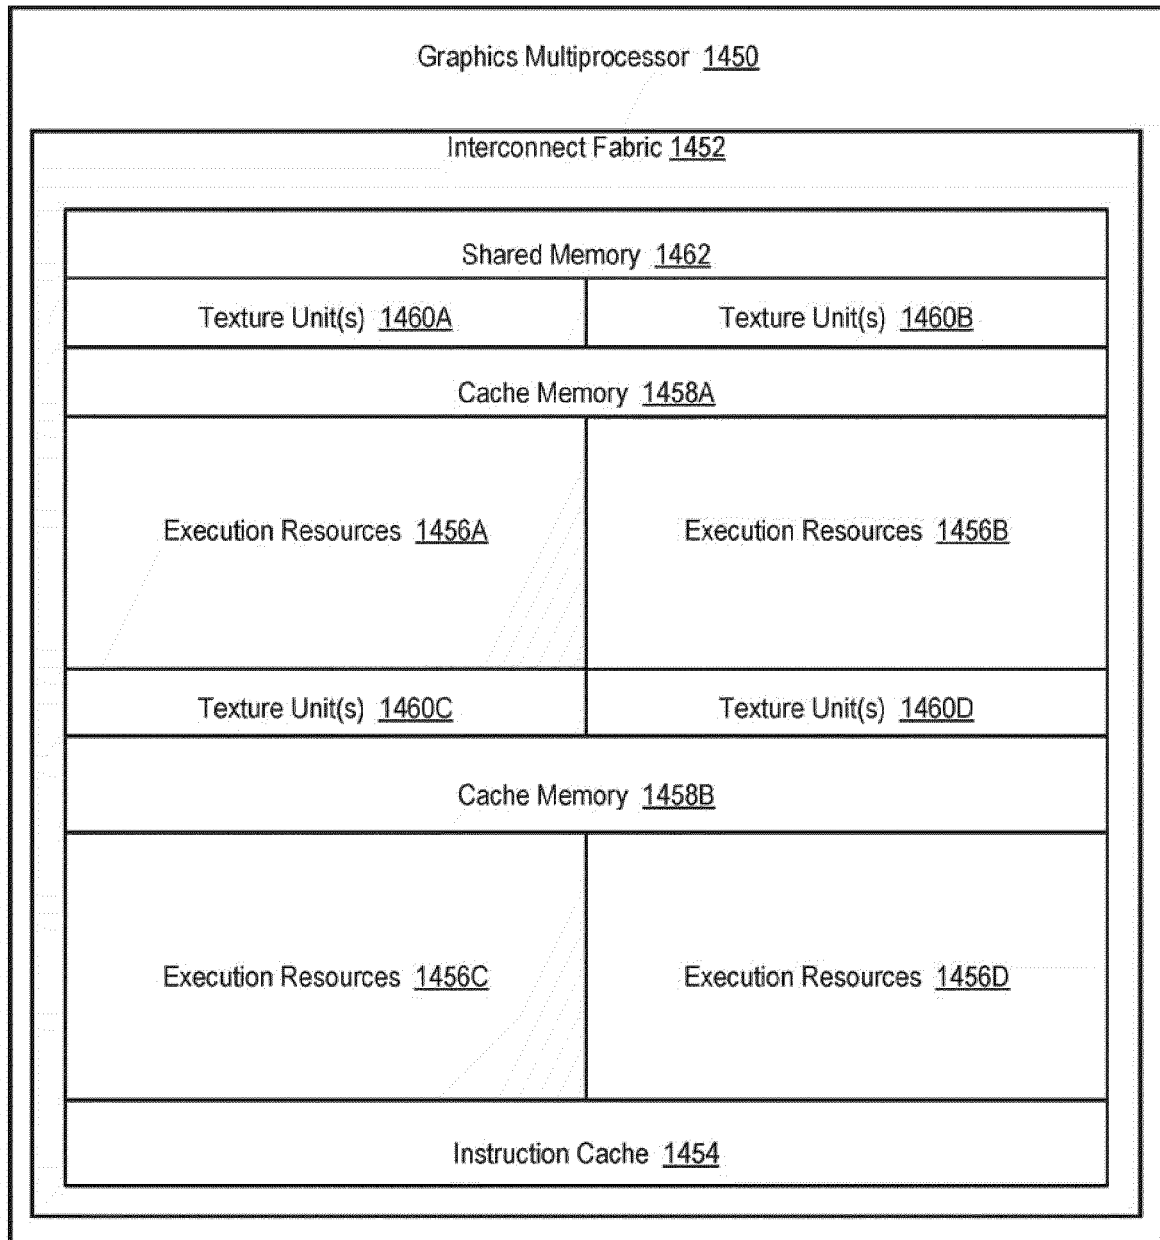 Graphics Multiprocessor 1450
Interconnect Fabric 1452
Shared Memory 1462
Texture Unit(s) 1460A
Texture Unit(s) 1460B
Cache Memory 1458A
Execution Resources 1456A
Execution Resources 1456B
Texture Unit(s) 1460C
Texture Unit(s) 1460D
Cache Memory 1458B
Execution Resources 1456C
Execution Resources 1456D
Instruction Cache 1454